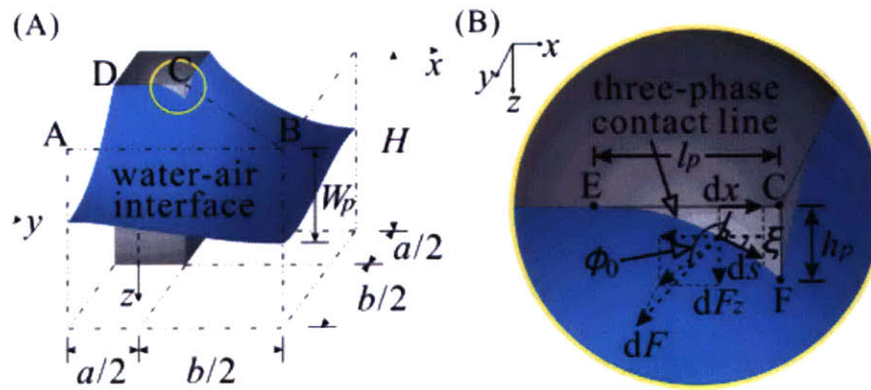 (A)
(B)
D
C
x
A
B
H
water-air
interface
W_p
y
a/2
b/2
z
a/2
b/2
x
y
z
three-phase
contact line
l_p
E
dx
C
ξ
h_p
ϕ_0
ds
F
dF_z
dF